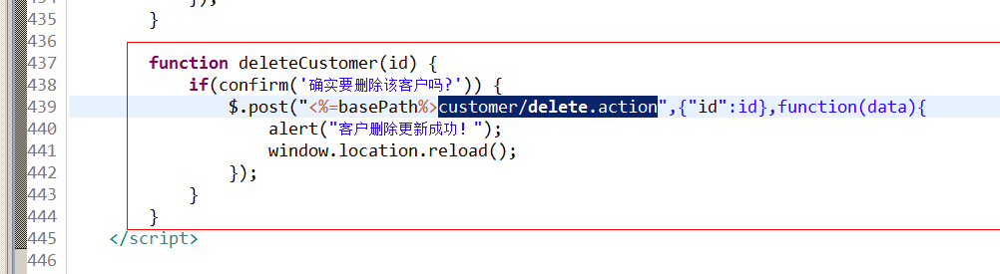 434 });
435 }
436
437 function deleteCustomer(id) {
438 if(confirm('确实要删除该客户吗?')) {
439 $.post("<%=basePath%>customer/delete.action",{"id":id},function(data){
440 alert("客户删除更新成功！");
441 window.location.reload();
442 });
443 }
444 }
445 </script>
446